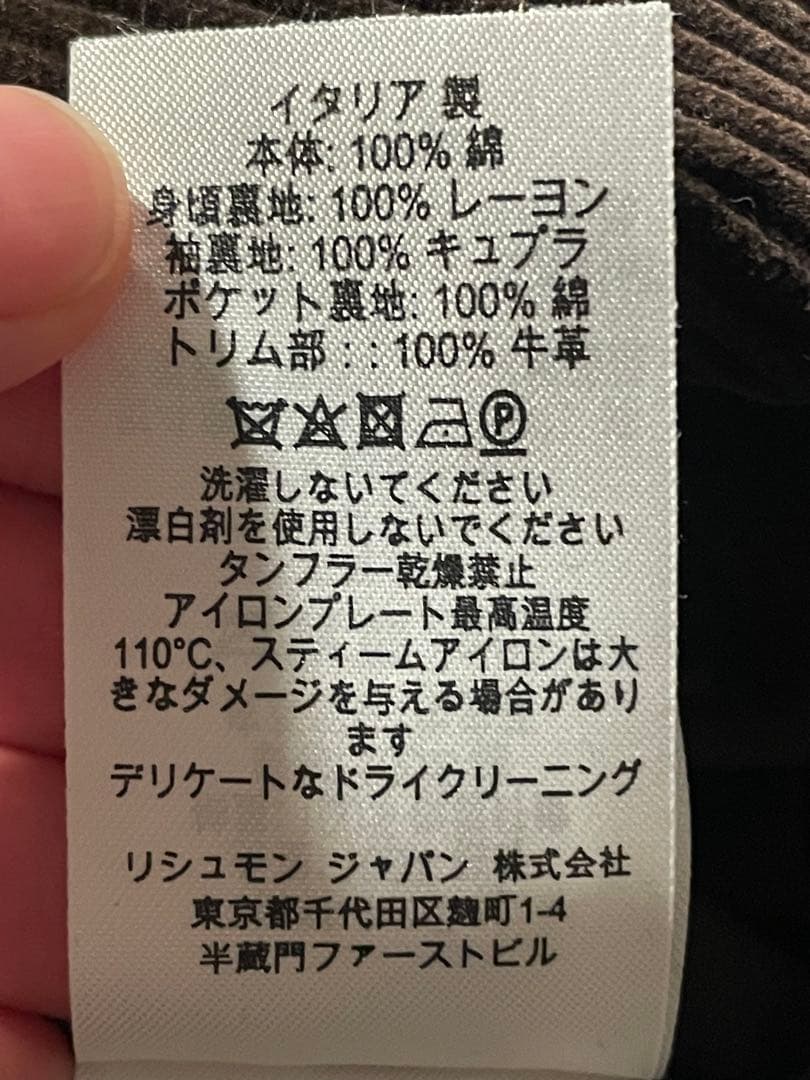 イタリア 製
本体: 100% 綿
身頃裏地: 100% レーヨン
袖裏地: 100% キュプラ
ポケット裏地: 100% 綿
トリム部 : : 100% 牛革
P
洗濯しないてください
漂白剤を使用しないでください
タンフラー乾燥禁止
アイロンプレート最高温度
110°C、スティームアイロンは大
きなダメージを与える場合があり
ます
デリケートなドライクリーニング
リシュモン ジャパン 株式会社
東京都千代田区麹町1-4
半蔵門ファーストビル